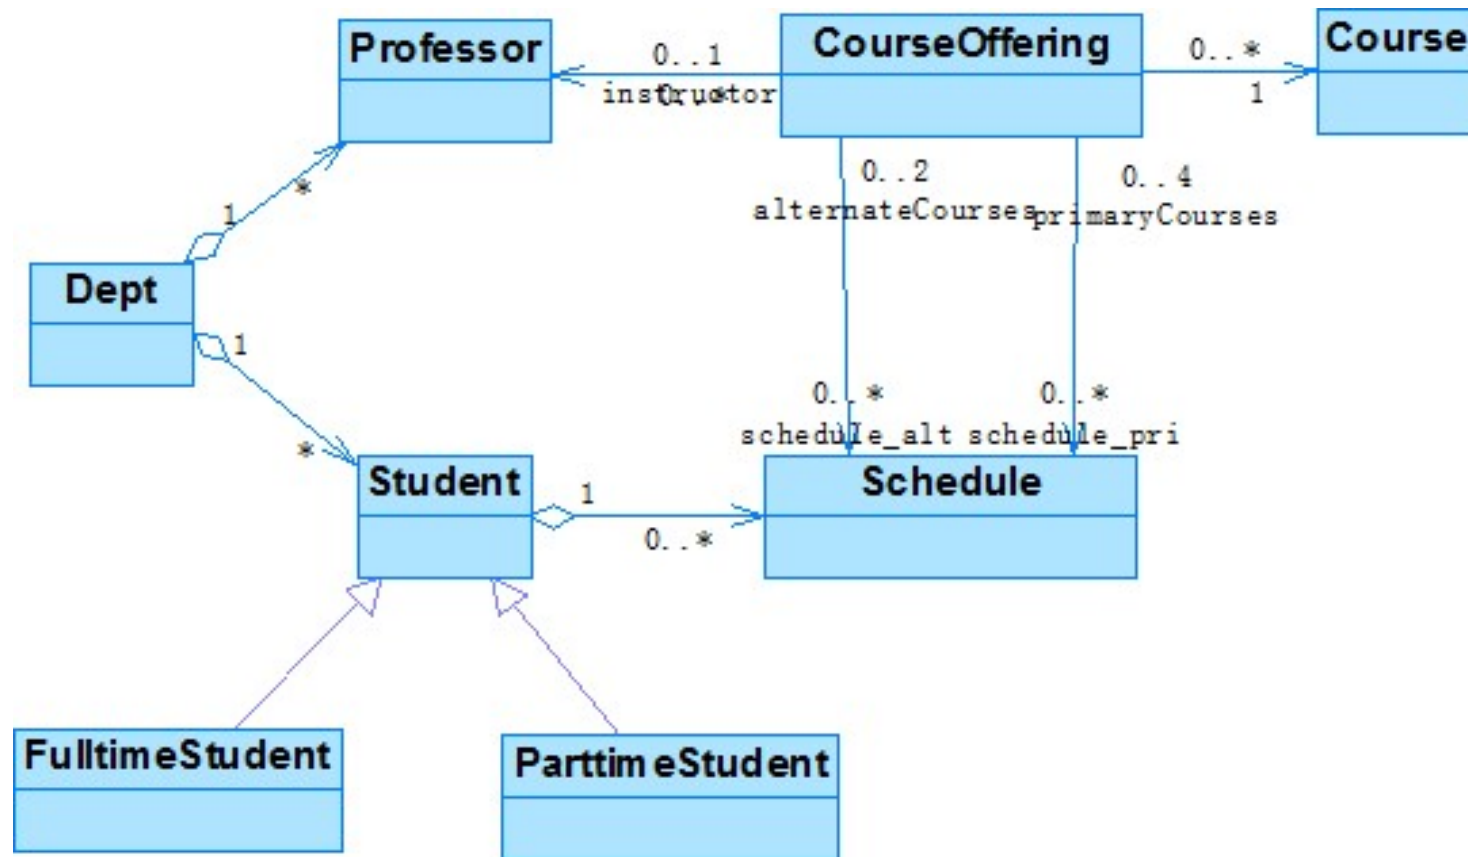 Professor
CourseOffering
Course
0..1
0..*
instructor
0..*
1
0..2
0..4
alternateCourses
primaryCourses
*
1
Dept
1
*
0..*
0..*
schedule_alt
schedule_pri
Student
1
Schedule
0..*
FulltimeStudent
ParttimeStudent